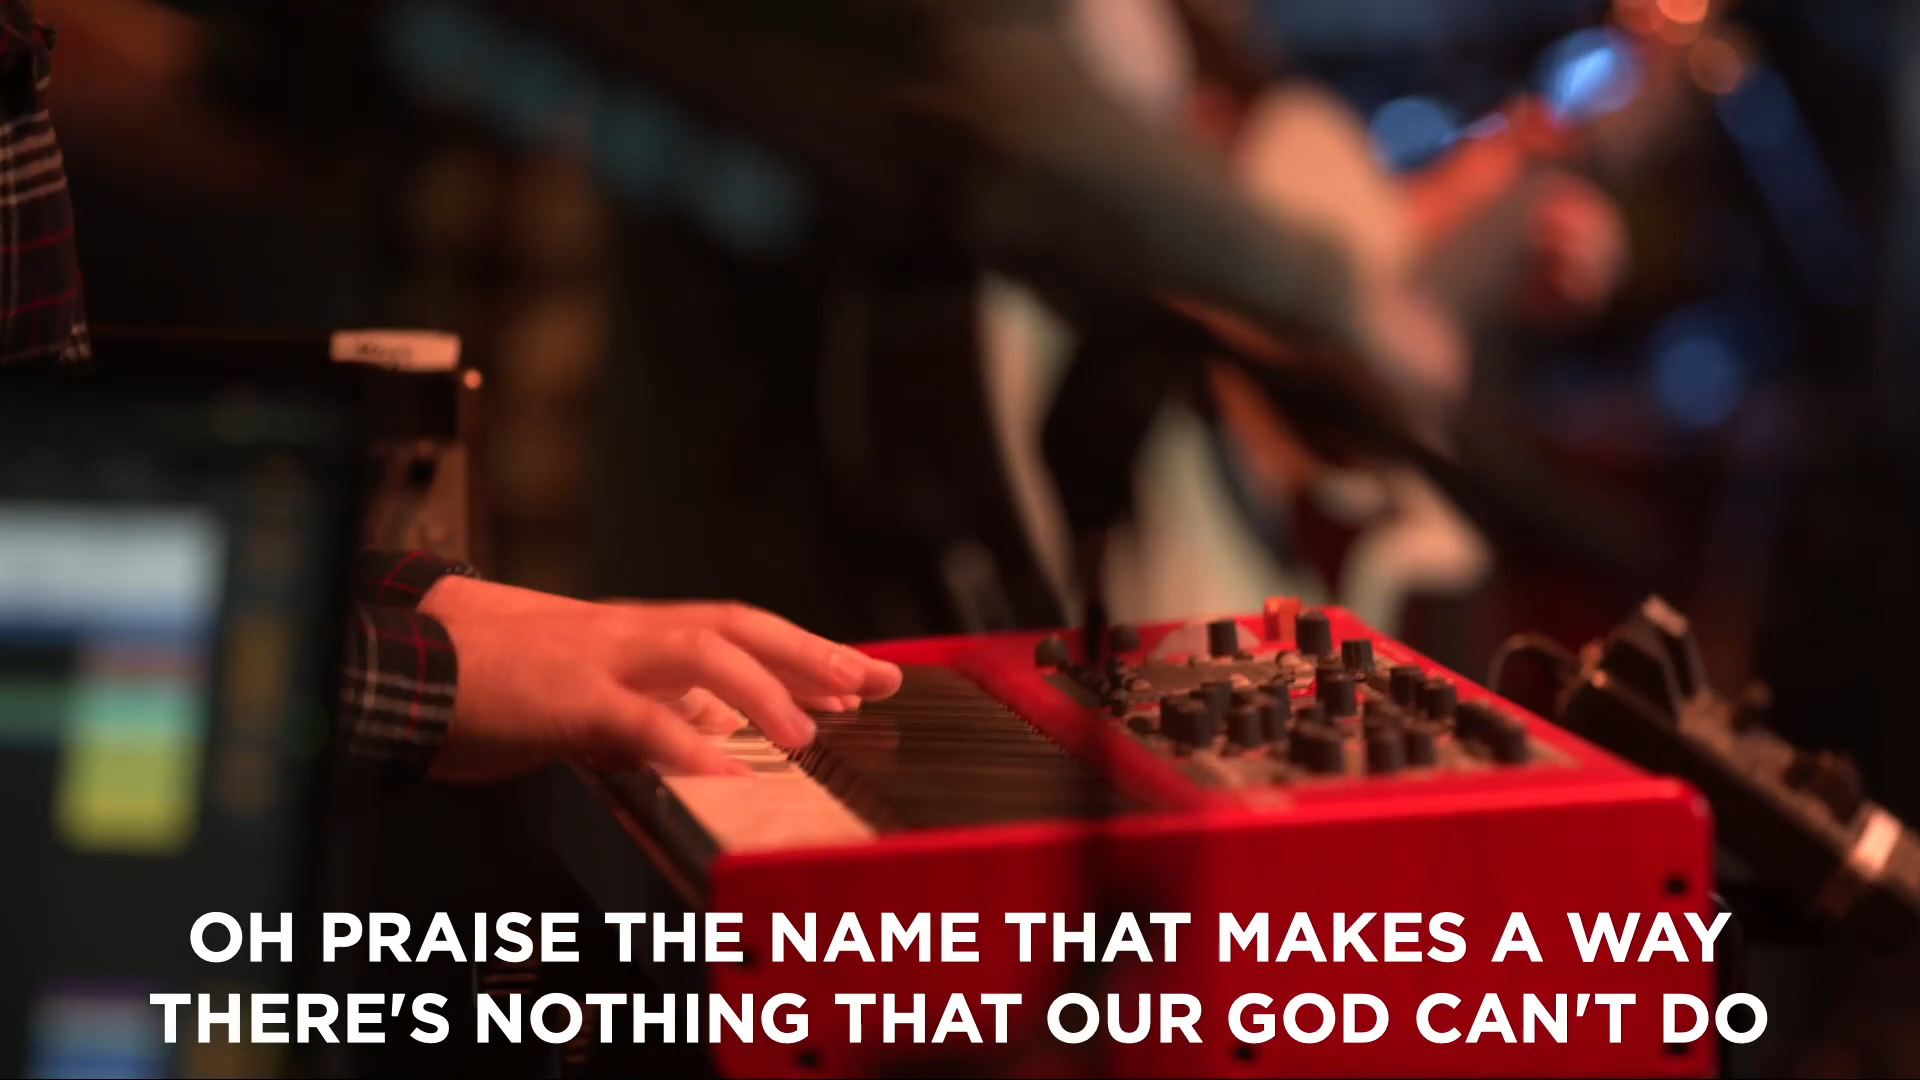 OH PRAISE THE NAME THAT MAKES A WAY
THERE'S NOTHING THAT OUR GOD CAN'T DO